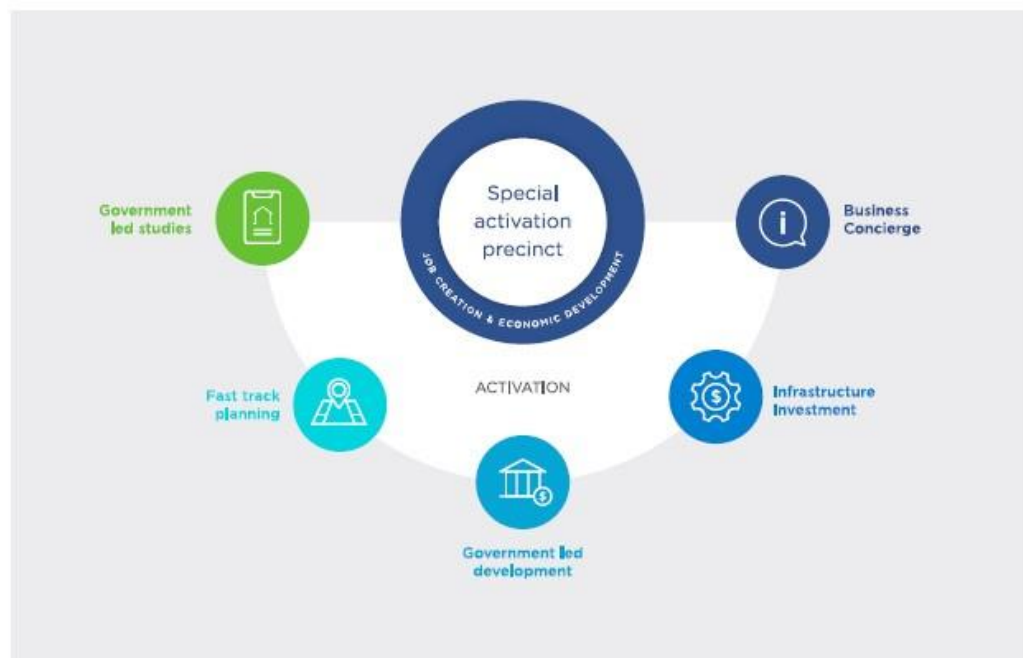 Special
activation
precinct
JOB CREATION & ECONOMIC DEVELOPMENT
Government
led studies
Business
Concierge
ACTIVATION
Fast track
planning
Infrastructure
Investment
Government led
development
i
$
$